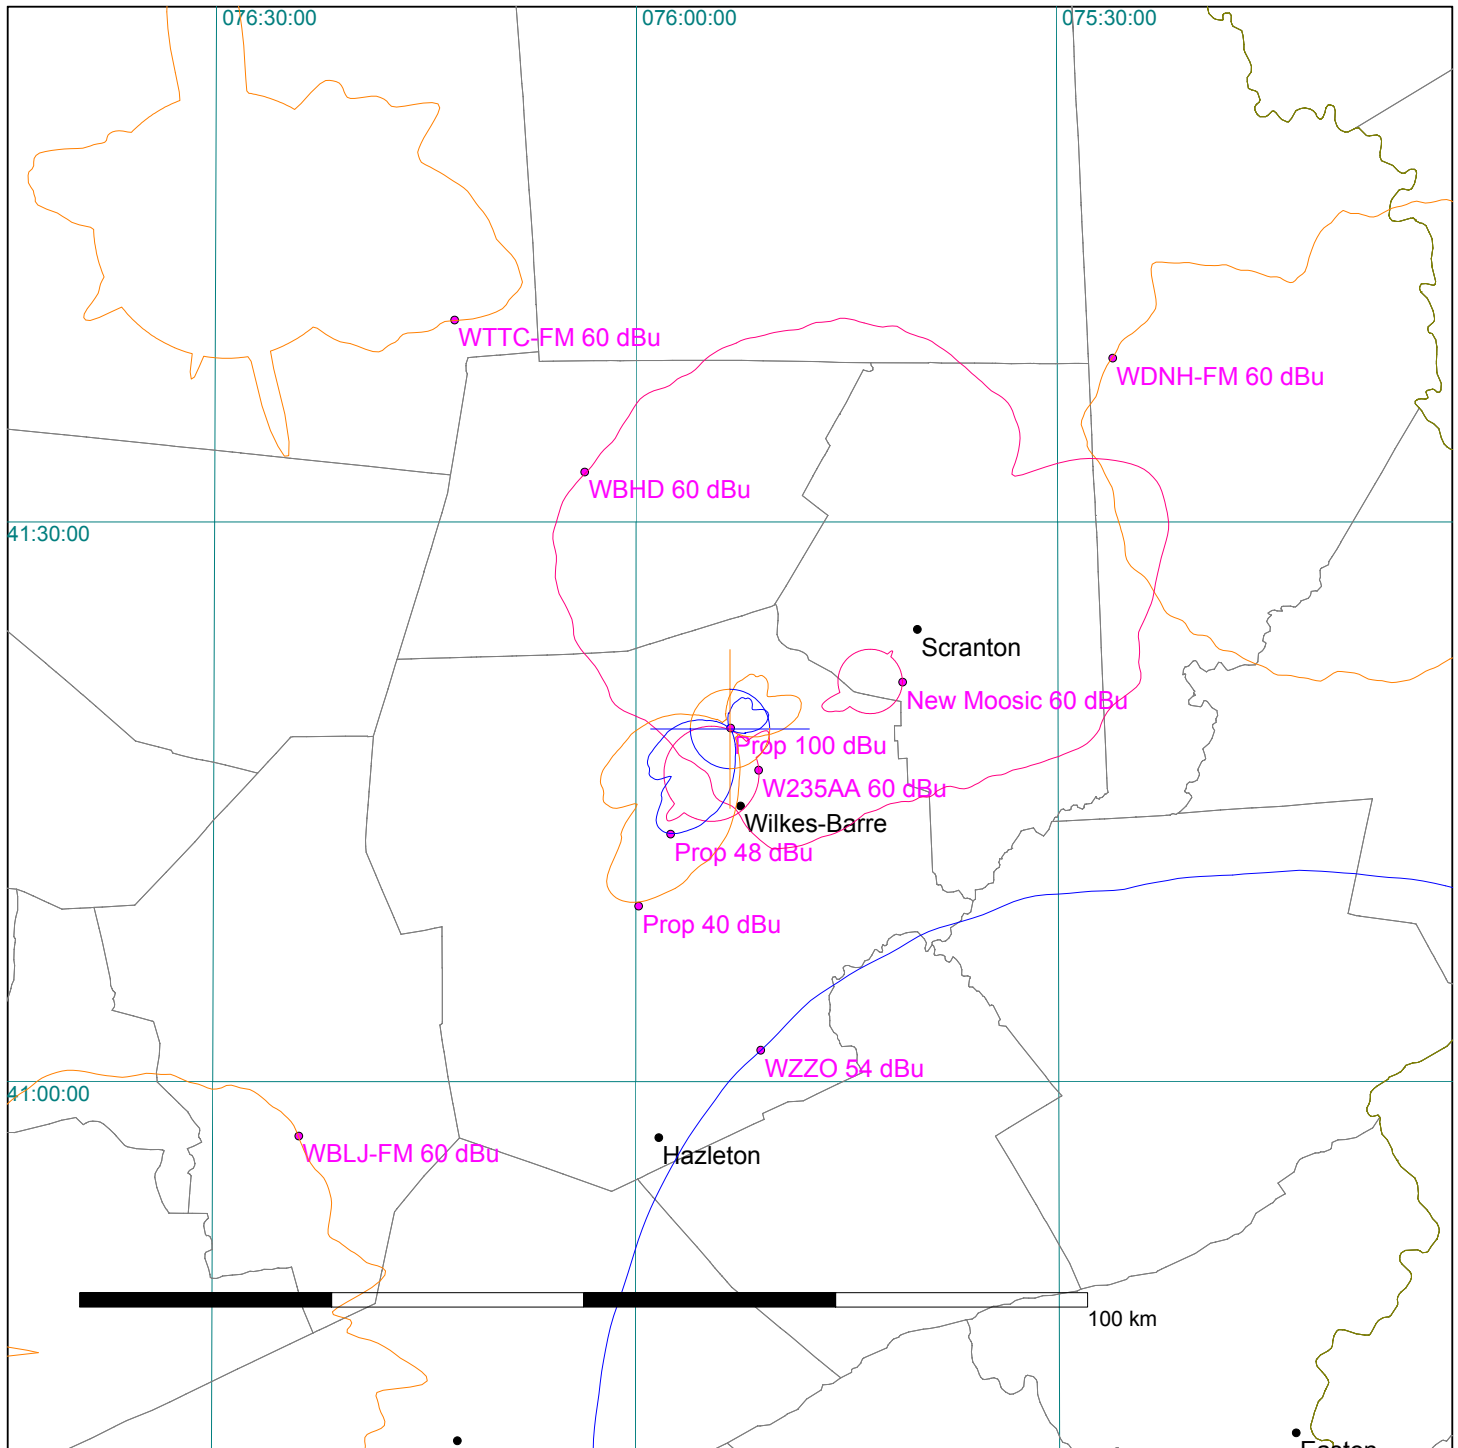 076:30:00
076:00:00
075:30:00
WTTC-FM 60 dBu
WDNH-FM 60 dBu
WBHD 60 dBu
41:30:00
Scranton
New Moosic 60 dBu
Prop 100 dBu
W235AA 60 dBu
Wilkes-Barre
Prop 48 dBu
Prop 40 dBu
WZZO 54 dBu
41:00:00
WBLJ-FM 60 dBu
Hazleton
100 km
Easton